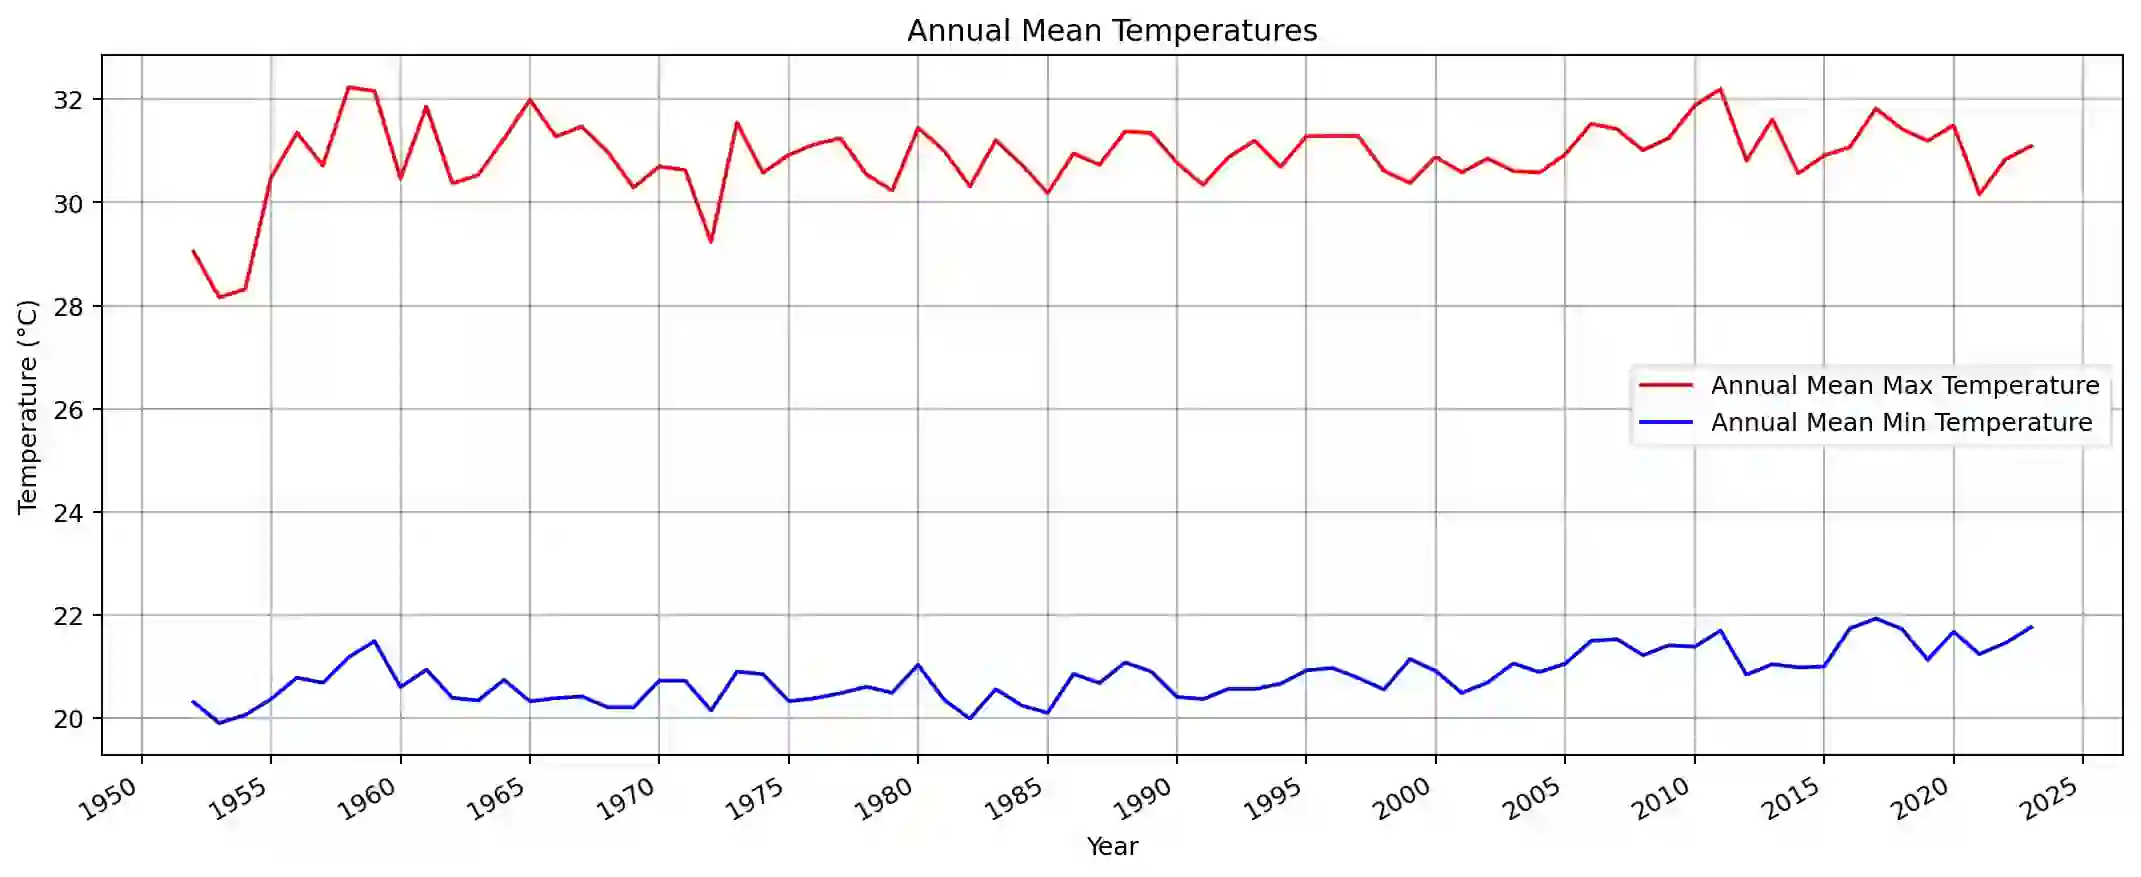 Annual Mean Temperatures
32
30
28
26
24
22
20
Temperature (°C)
Annual Mean Max Temperature
Annual Mean Min Temperature
1950 1955 1960 1965 1970 1975 1980 1985 1990 1995 2000 2005 2010 2015 2020 2025
Year